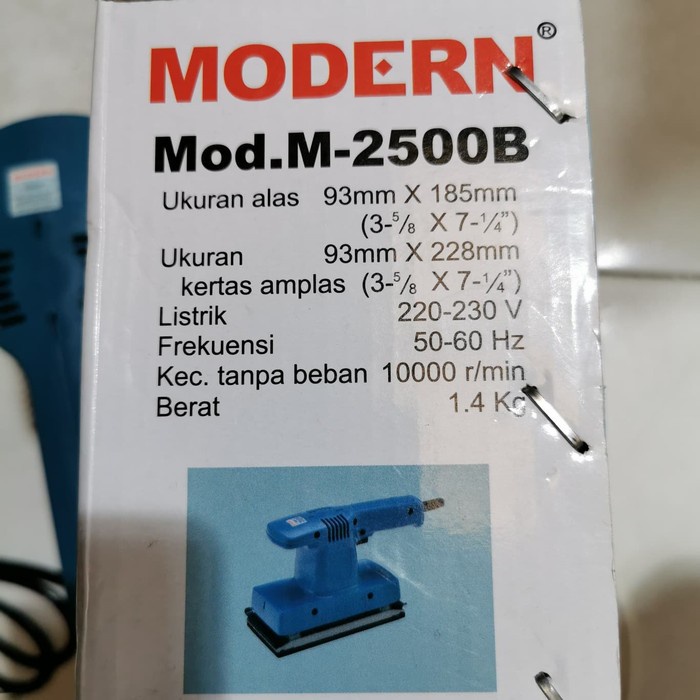 MODERN®
Mod.M-2500B
Ukuran alas 93mm X 185mm
(3-5/8 X 7-1/4")
Ukuran 93mm X 228mm
kertas amplas (3-5/8 X 7-1/4")
Listrik 220-230 V
Frekuensi 50-60 Hz
Kec. tanpa beban 10000 r/min
Berat 1.4 Kg